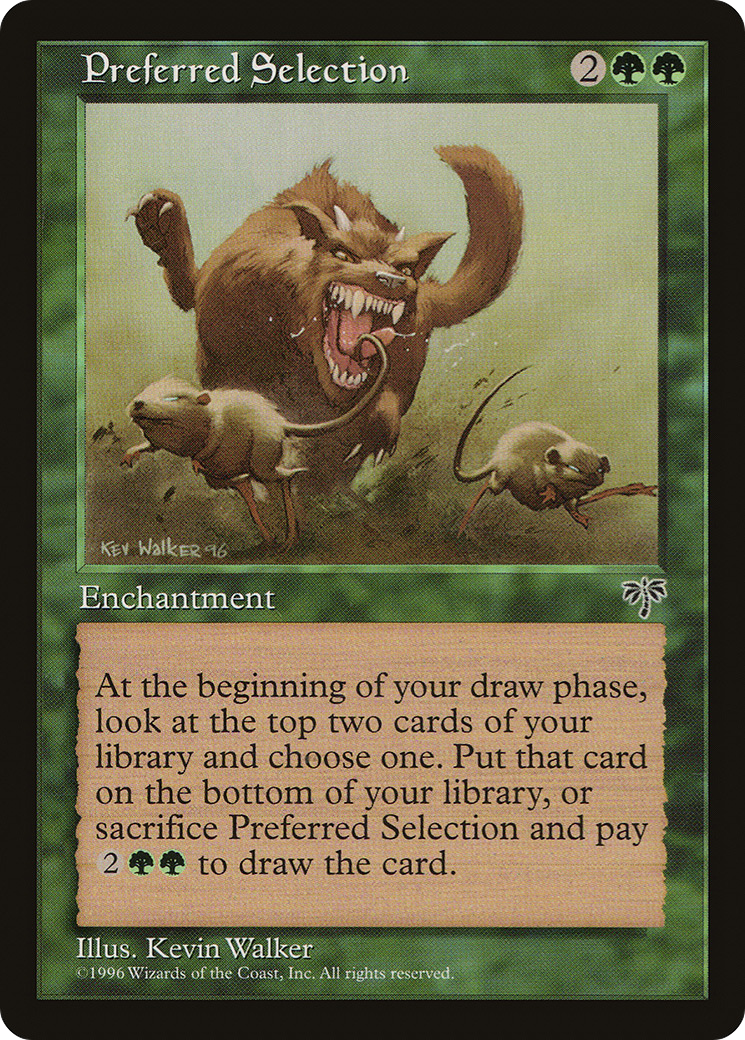 Preferred Selection 2
KEV WALKER 96
Enchantment
At the beginning of your draw phase,
look at the top two cards of your
library and choose one. Put that card
on the bottom of your library, or
sacrifice Preferred Selection and pay
2 to draw the card.
Illus. Kevin Walker
©1996 Wizards of the Coast, Inc. All rights reserved.